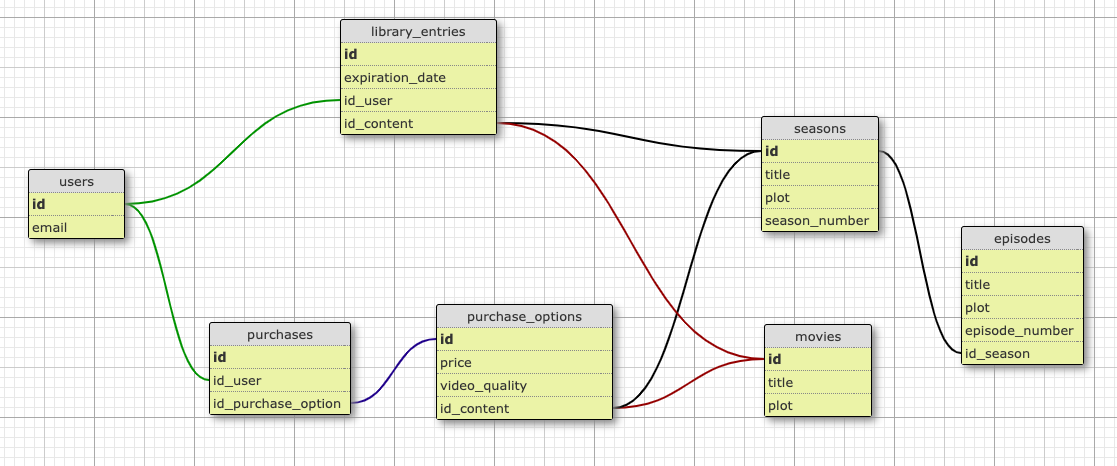 library_entries
id
expiration_date
id_user
id_content
users
id
email
seasons
id
title
plot
season_number
episodes
id
title
plot
episode_number
id_season
purchases
id
id_user
id_purchase_option
purchase_options
id
price
video_quality
id_content
movies
id
title
plot